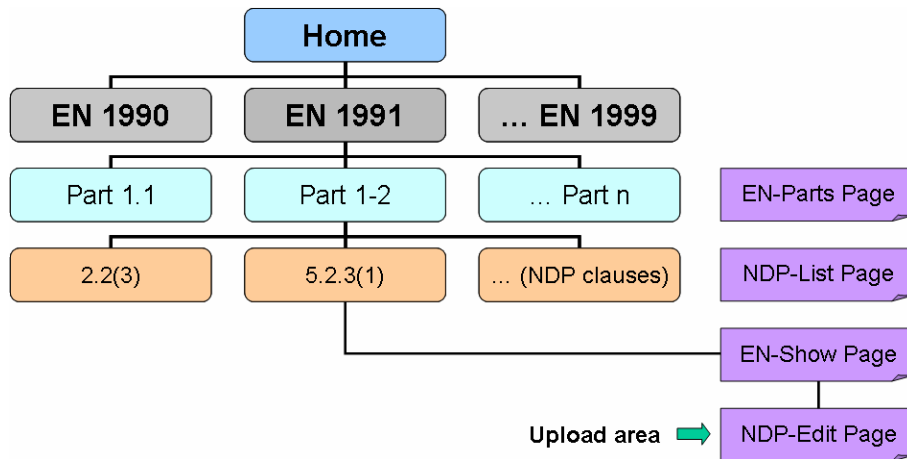 Home
EN 1990
EN 1991
... EN 1999
Part 1.1
Part 1-2
... Part n
EN-Parts Page
2.2(3)
5.2.3(1)
... (NDP clauses)
NDP-List Page
EN-Show Page
Upload area
NDP-Edit Page